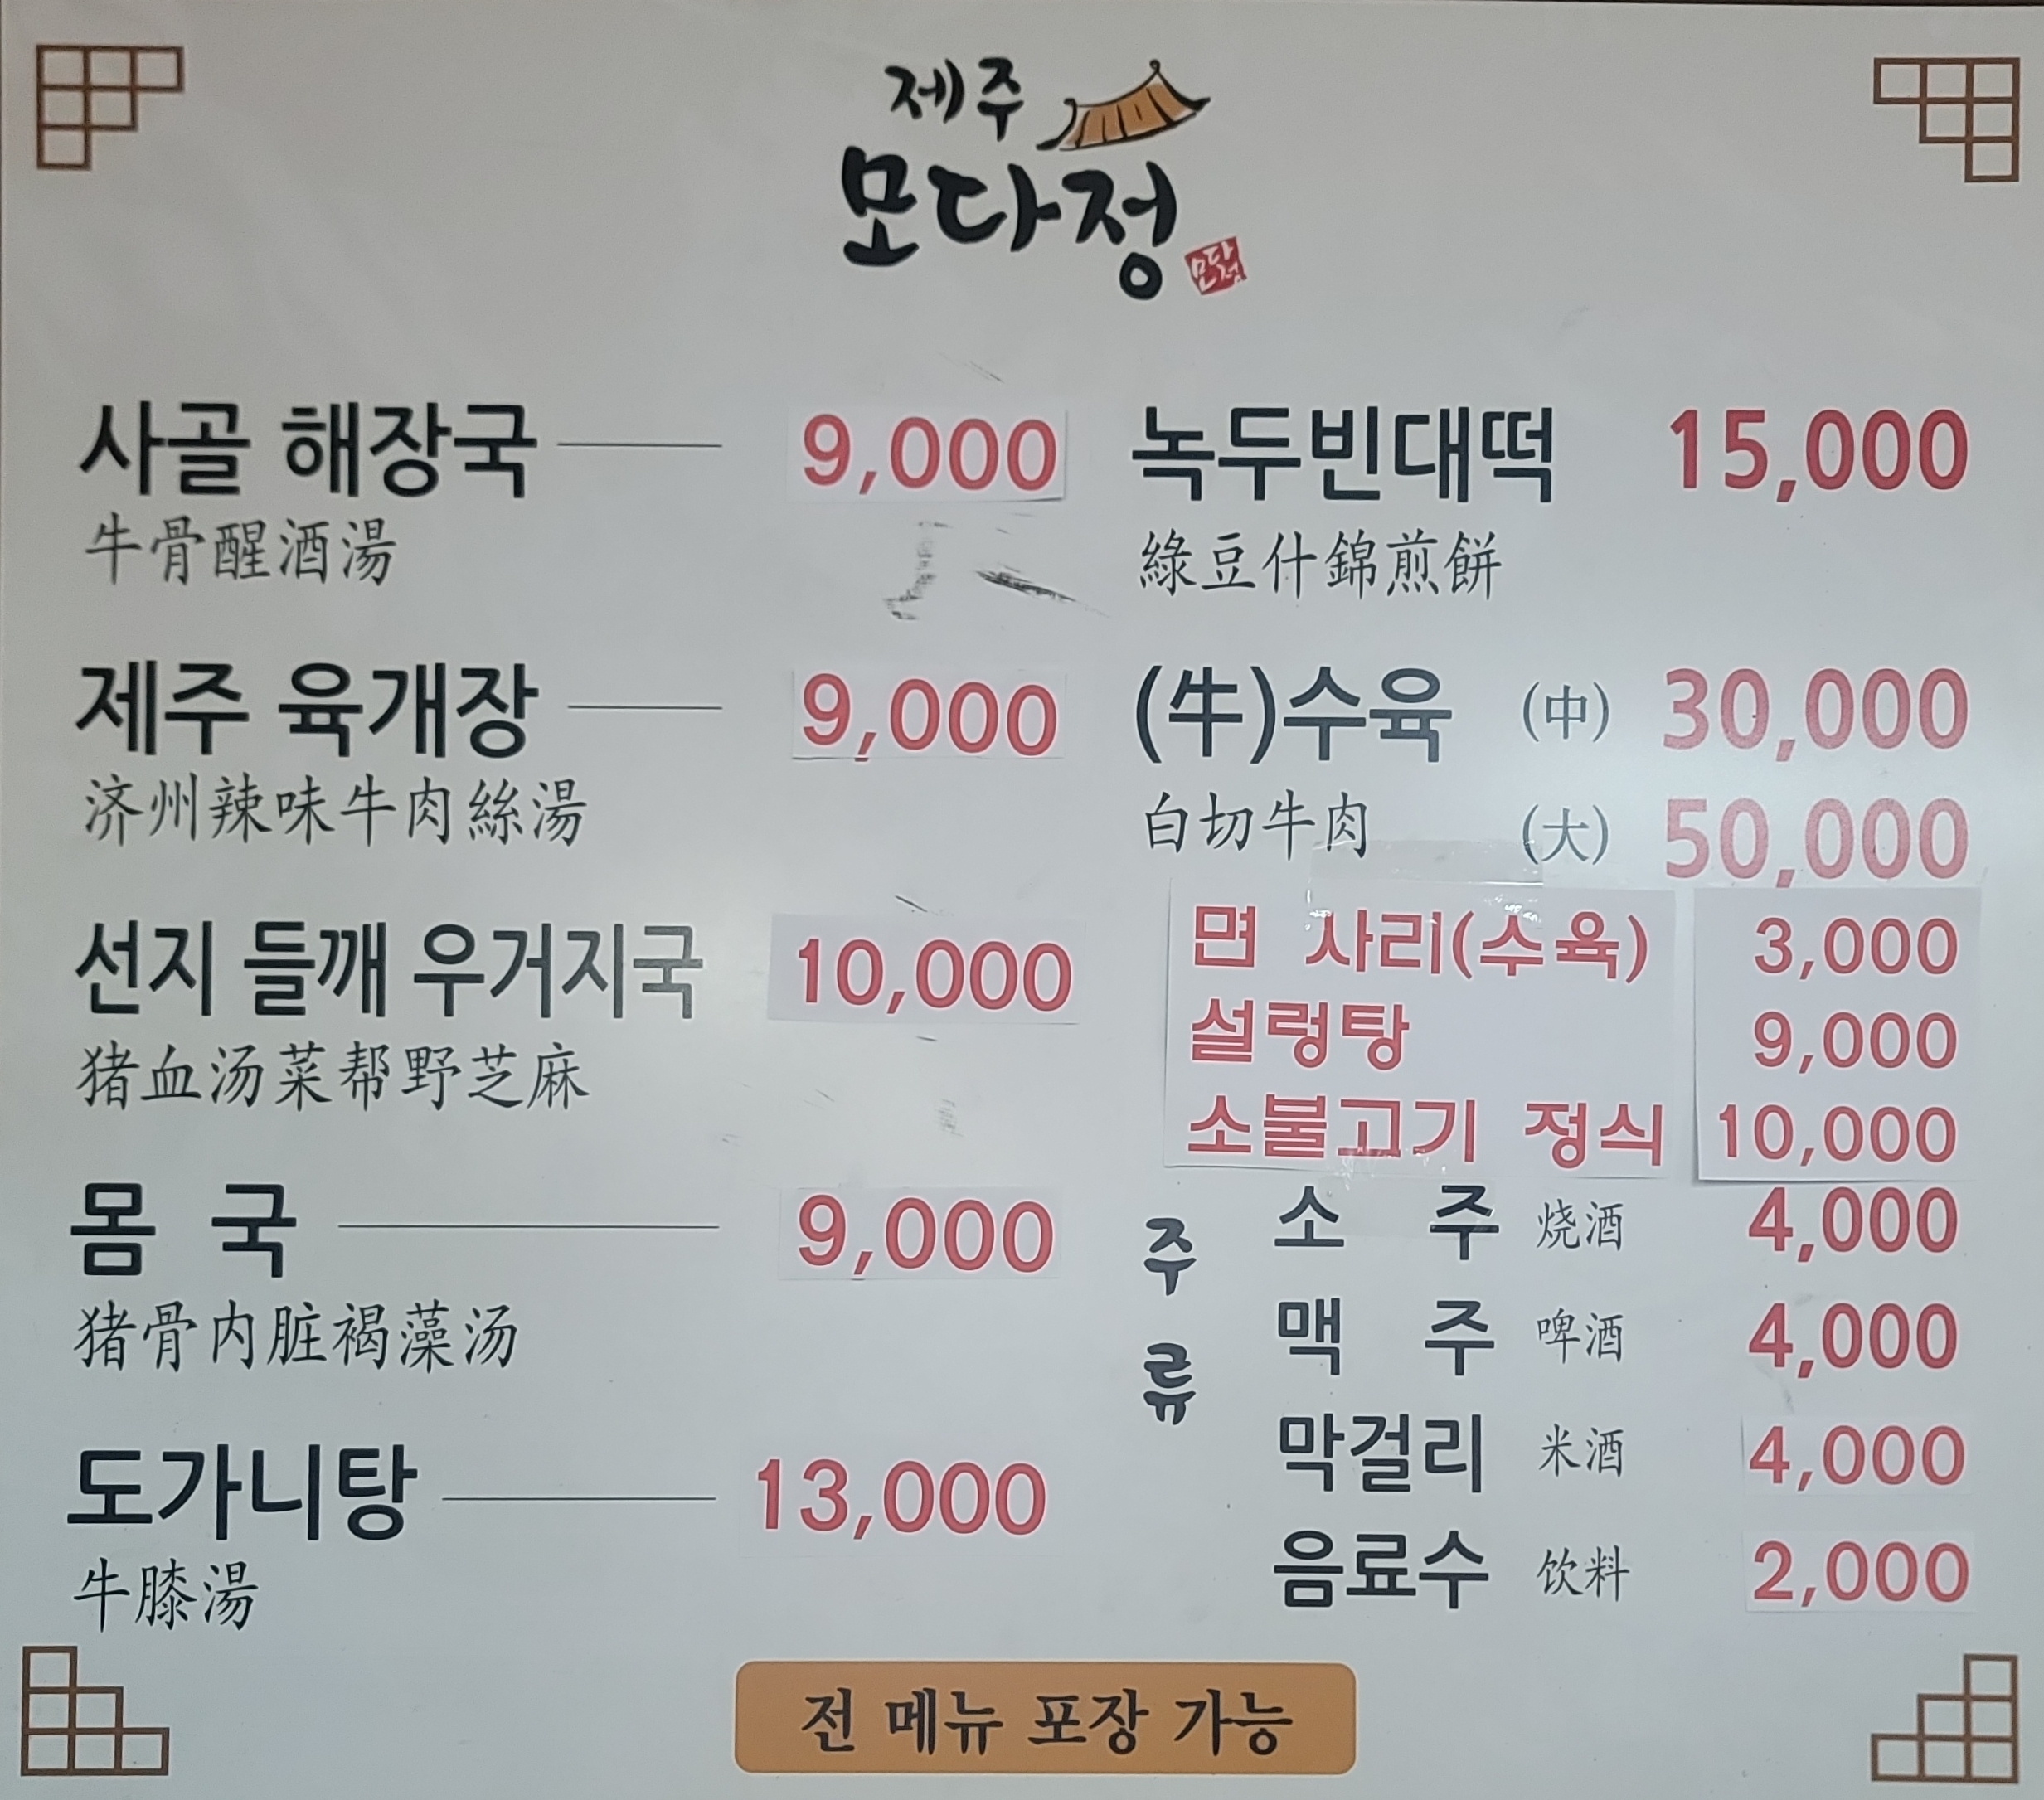 제주
모다정
모다정
사골 해장국 9,000
牛骨醒酒湯
제주 육개장 9,000
济州辣味牛肉絲湯
선지 들깨 우거지국 10,000
猪血汤菜帮野芝麻
몸 국 9,000
猪骨内脏褐藻汤
도가니탕 13,000
牛膝湯
녹두빈대떡 15,000
綠豆什錦煎餅
(牛)수육 (中) 30,000
白切牛肉 (大) 50,000
면 사리(수육) 3,000
설렁탕 9,000
소불고기 정식 10,000
주류
소 주 烧酒 4,000
맥 주 啤酒 4,000
막걸리 米酒 4,000
음료수 饮料 2,000
전 메뉴 포장 가능